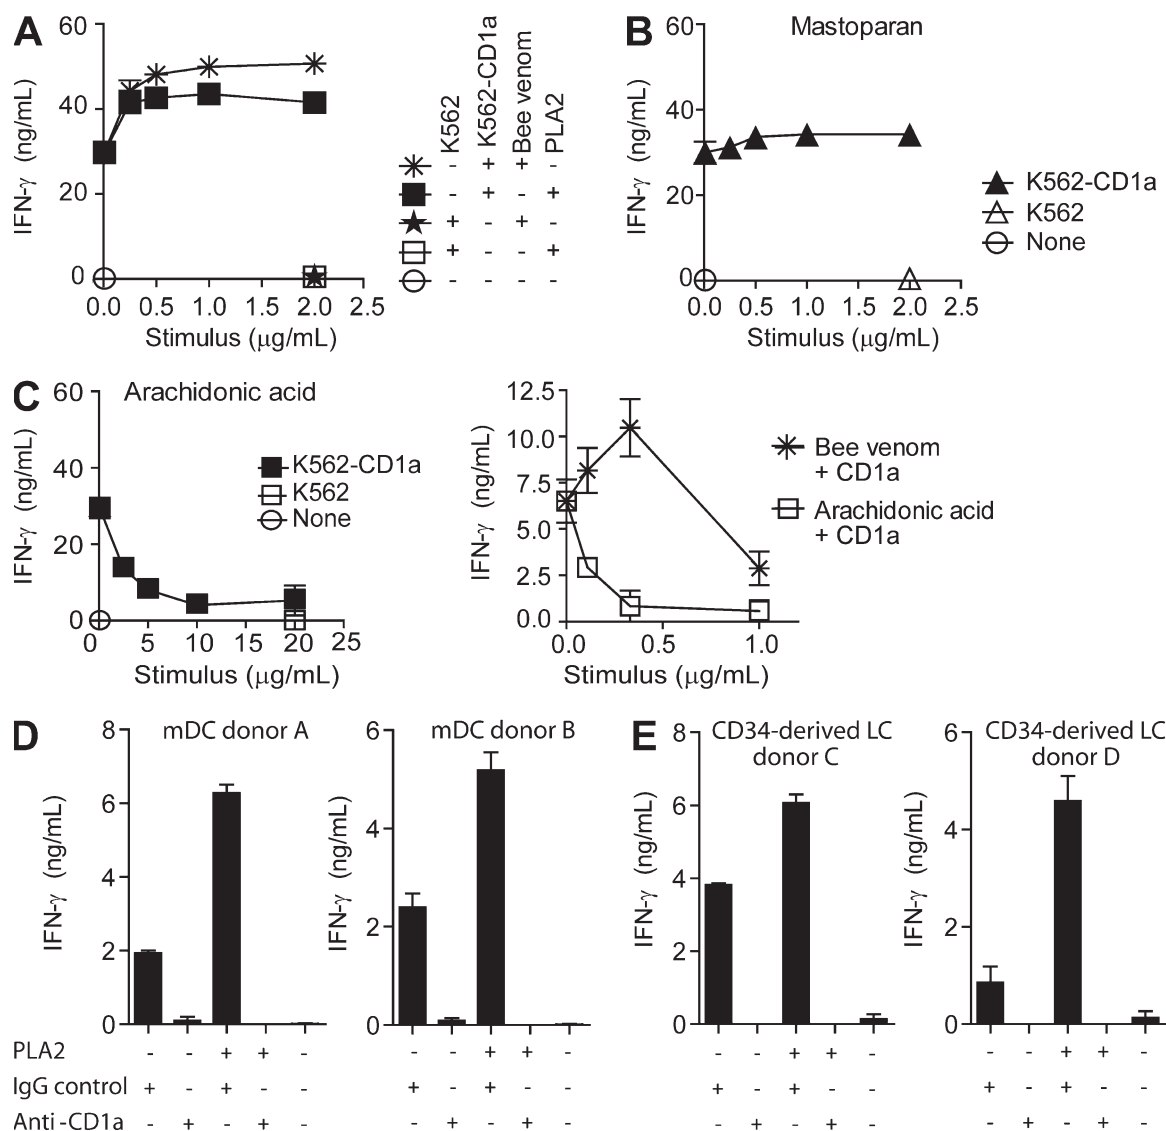 A
IFN-γ (ng/mL)
60
40
20
0
0.0 0.5 1.0 1.5 2.0 2.5
Stimulus (μg/mL)
K562
K562-CD1a
Bee venom
PLA2
- + + -
- + - +
+ - + -
+ - - +
- - - -
B
Mastoparan
IFN-γ (ng/mL)
60
40
20
0
0.0 0.5 1.0 1.5 2.0 2.5
Stimulus (μg/mL)
K562-CD1a
K562
None
C
Arachidonic acid
IFN-γ (ng/mL)
60
40
20
0
0 5 10 15 20 25
Stimulus (μg/mL)
K562-CD1a
K562
None
IFN-γ (ng/mL)
12.5
10.0
7.5
5.0
2.5
0.0
0.0 0.5 1.0
Stimulus (μg/mL)
Bee venom
+ CD1a
Arachidonic acid
+ CD1a
D
mDC donor A
IFN-γ (ng/mL)
8
6
4
2
0
mDC donor B
IFN-γ (ng/mL)
6
4
2
0
E
CD34-derived LC
donor C
IFN-γ (ng/mL)
8
6
4
2
0
CD34-derived LC
donor D
IFN-γ (ng/mL)
6
4
2
0
PLA2 - - + + - - - + + - - - + + - - - + + -
IgG control + - + - - + - + - - + - + - - + - + - -
Anti-CD1a - + - + - - + - + - - + - + - - + - + -